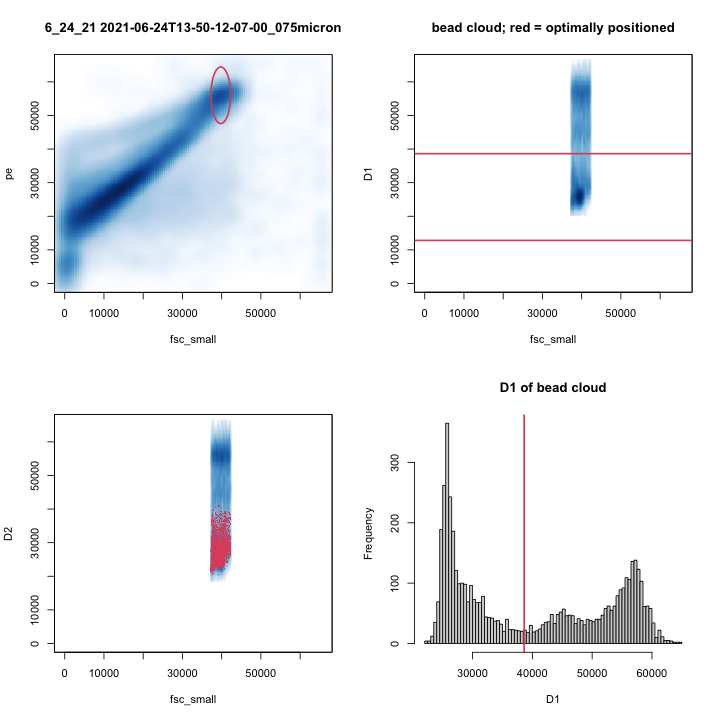 6_24_21 2021-06-24T13-50-12-07-00_075micron
pe
50000
30000
10000
0
0 10000 30000 50000
fsc_small
bead cloud; red = optimally positioned
D1
50000
30000
10000
0
0 10000 30000 50000
fsc_small
D2
50000
30000
10000
0
0 10000 30000 50000
fsc_small
D1 of bead cloud
Frequency
300
200
100
0
30000 40000 50000 60000
D1